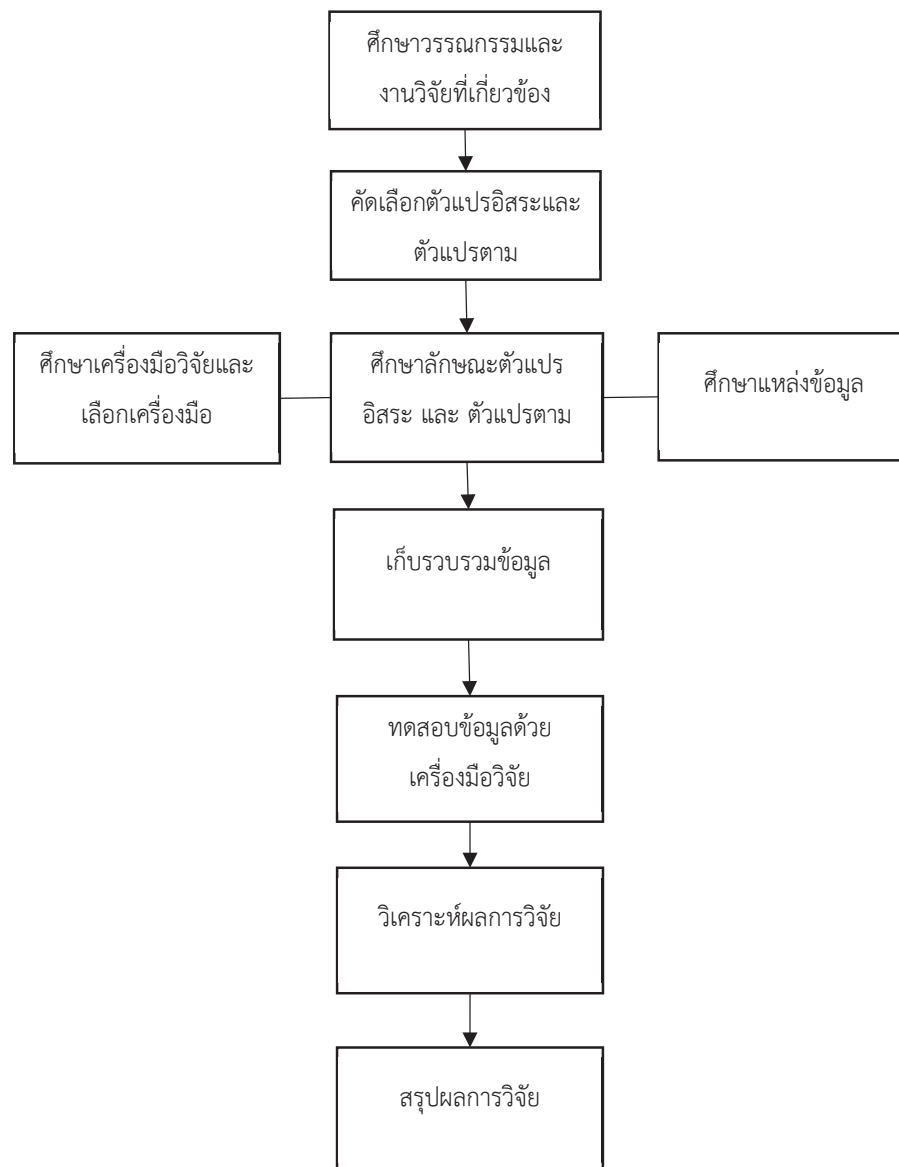 ศึกษาวรรณกรรมและ
งานวิจัยที่เกี่ยวข้อง
คัดเลือกตัวแปรอิสระและ
ตัวแปรตาม
ศึกษาเครื่องมือวิจัยและ
เลือกเครื่องมือ
ศึกษาลักษณะตัวแปร
อิสระ และ ตัวแปรตาม
ศึกษาแหล่งข้อมูล
เก็บรวบรวมข้อมูล
ทดสอบข้อมูลด้วย
เครื่องมือวิจัย
วิเคราะห์ผลการวิจัย
สรุปผลการวิจัย